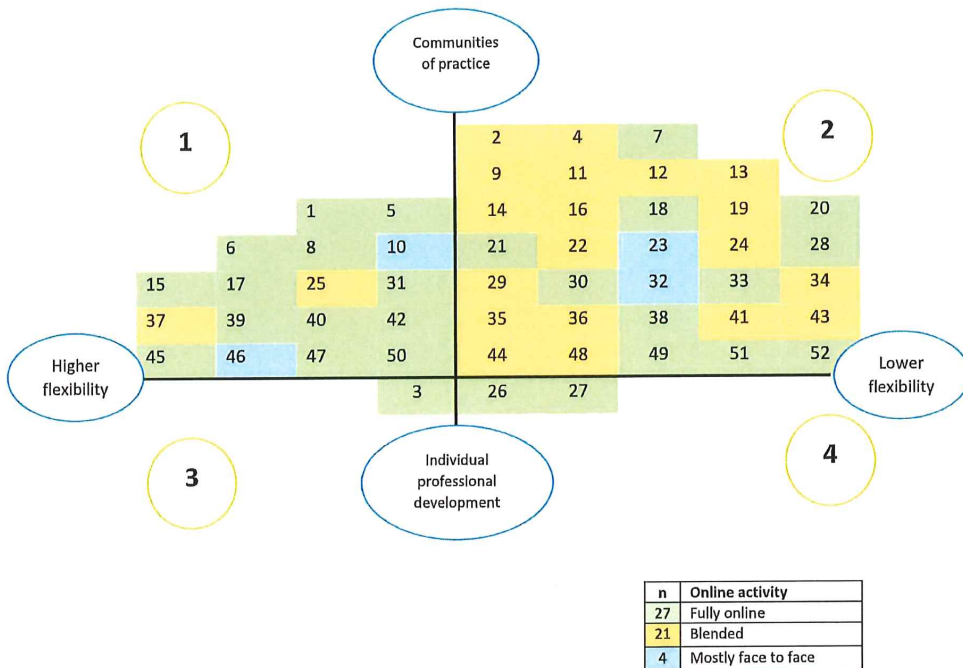 Communities
of practice
1
2
2 4 7
9 11 12 13
1 5 14 16 18 19 20
6 8 10 21 22 23 24 28
15 17 25 31 29 30 32 33 34
37 39 40 42 35 36 38 41 43
45 46 47 50 44 48 49 51 52
Higher
flexibility
Lower
flexibility
3 26 27
3
4
Individual
professional
development
n Online activity
27 Fully online
21 Blended
4 Mostly face to face